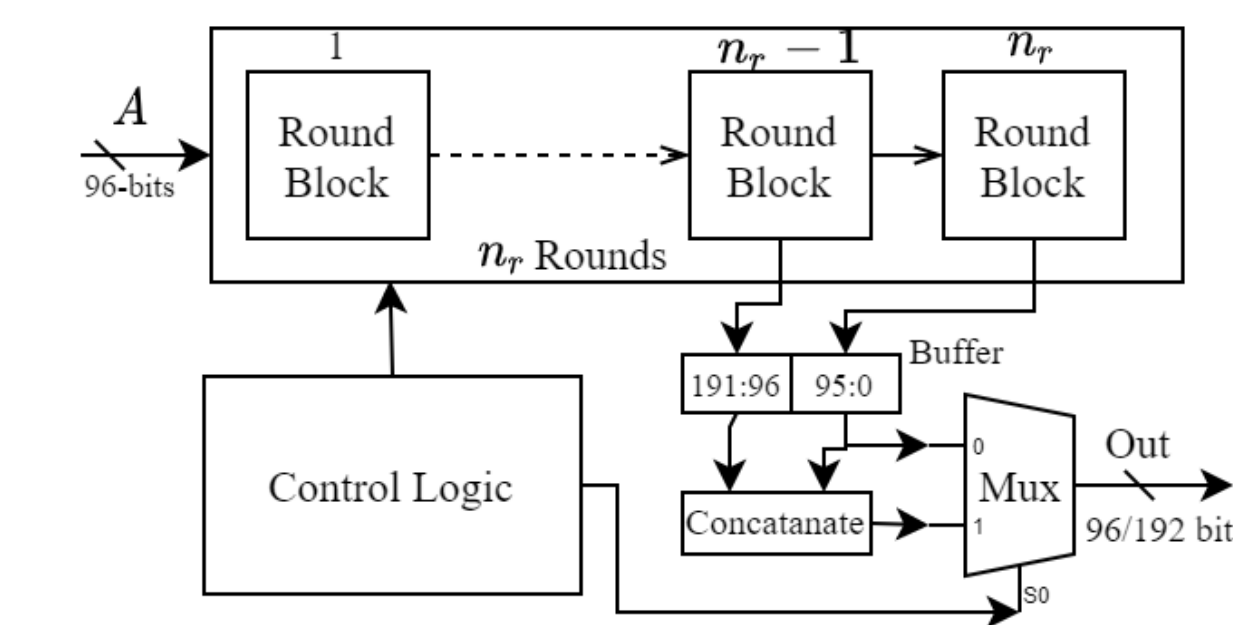 1
n_r − 1
n_r
A
96-bits
Round
Block
Round
Block
Round
Block
n_r Rounds
Buffer
191:96
95:0
Control Logic
0
Mux
1
Out
96/192 bit
Concatanate
S0